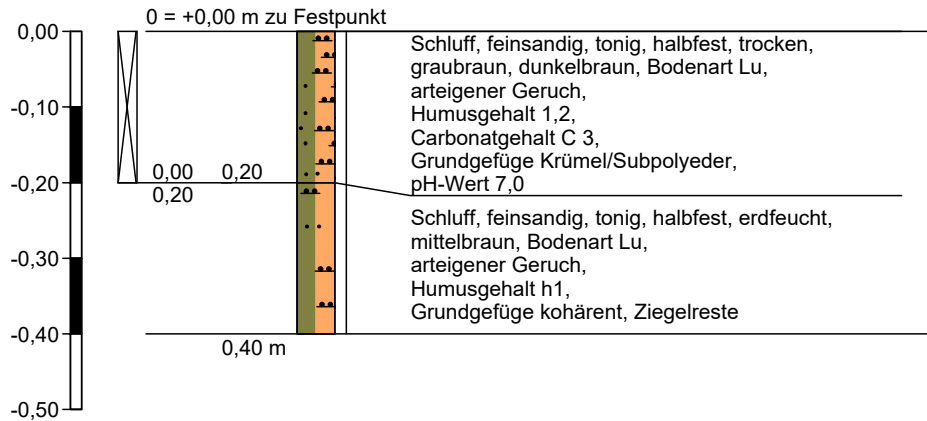 0 = +0,00 m zu Festpunkt
0,00
-0,10
-0,20
-0,30
-0,40
-0,50
0,00 0,20
0,20
0,40 m
Schluff, feinsandig, tonig, halbfest, trocken,
graubraun, dunkelbraun, Bodenart Lu,
arteigener Geruch,
Humusgehalt 1,2,
Carbonatgehalt C 3,
Grundgefüge Krümel/Subpolyeder,
pH-Wert 7,0
Schluff, feinsandig, tonig, halbfest, erdfeucht,
mittelbraun, Bodenart Lu,
arteigener Geruch,
Humusgehalt h1,
Grundgefüge kohärent, Ziegelreste